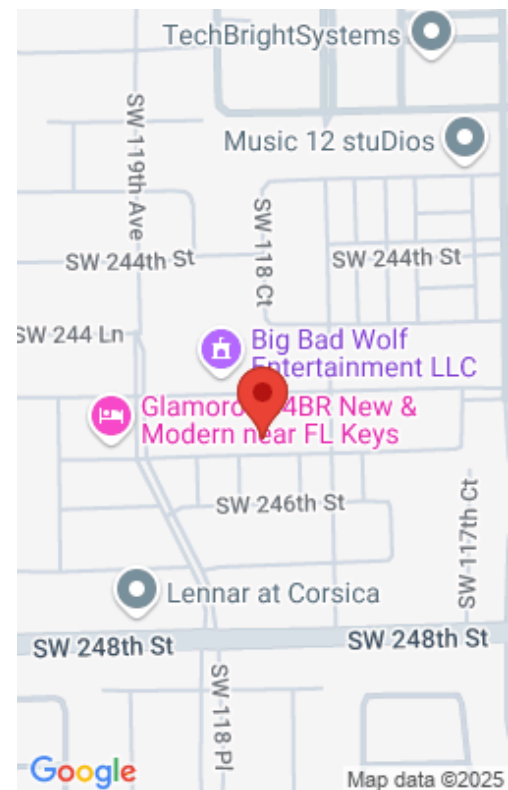 TechBrightSystems
SW 119th Ave
Music 12 stuDios
SW 118 Ct
SW 244th St
SW 244th St
SW 244 Ln
Big Bad Wolf
Entertainment LLC
4BR New &
Modern near FL Keys
SW 246th St
SW-117th Ct
Lennar at Corsica
SW 248th St
SW 248th St
SW-118 Pl
Google
Map data ©2025